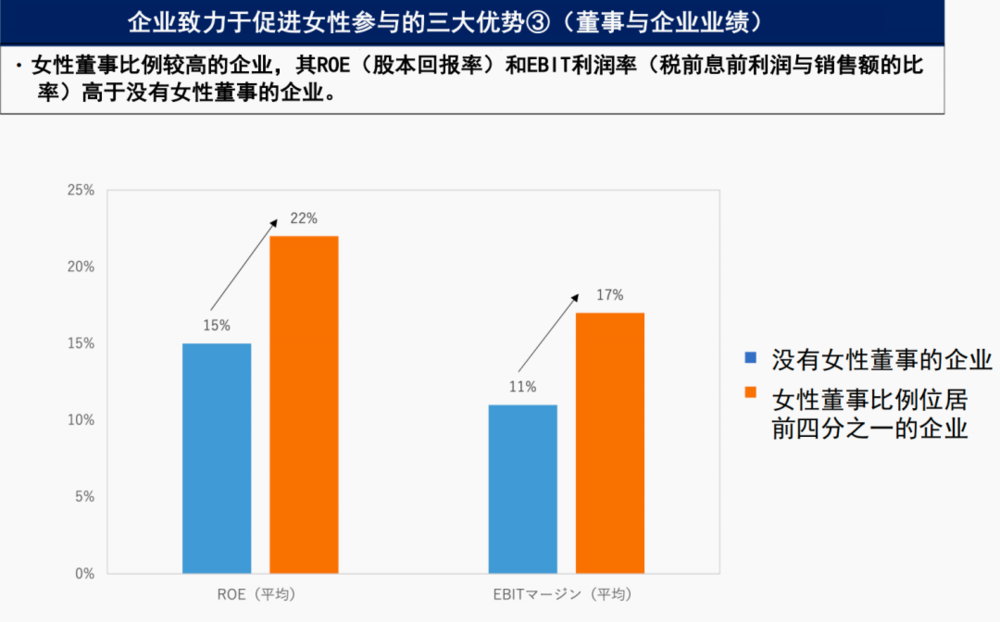 企业致力于促进女性参与的三大优势③（董事与企业业绩）
・女性董事比例较高的企业，其ROE（股本回报率）和EBIT利润率（税前息前利润与销售额的比
率）高于没有女性董事的企业。
25%
20%
15%
10%
5%
0%
15%
22%
11%
17%
ROE（平均）
EBITマージン（平均）
没有女性董事的企业
女性董事比例位居
前四分之一的企业